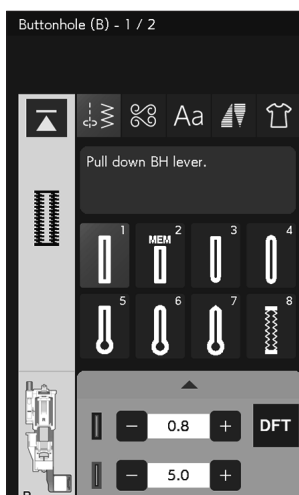 Buttonhole (B) - 1 / 2
Aa
Pull down BH lever.
1
MEM 2
3
4
5
6
7
8
− 0.8 + DFT
− 5.0 +